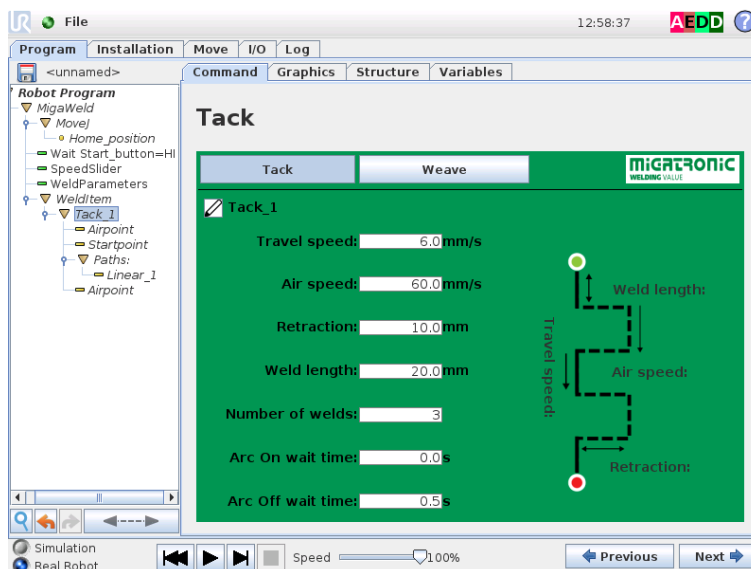 UR File 12:58:37 AEDD ?
Program Installation Move I/O Log
<unnamed> Command Graphics Structure Variables
Robot Program
MigaWeld
MoveJ
Home_position
Wait Start_button=HI
SpeedSlider
WeldParameters
WeldItem
Tack_1
Airpoint
Startpoint
Paths:
Linear_1
Airpoint
Tack
Tack Weave MIGATRONIC
WELDING VALUE
Tack_1
Travel speed: 6.0 mm/s
Air speed: 60.0 mm/s
Retraction: 10.0 mm
Weld length: 20.0 mm
Number of welds: 3
Arc On wait time: 0.0 s
Arc Off wait time: 0.5 s
Weld length:
Travel speed:
Air speed:
Retraction:
Simulation
Real Robot
Speed 100%
Previous Next